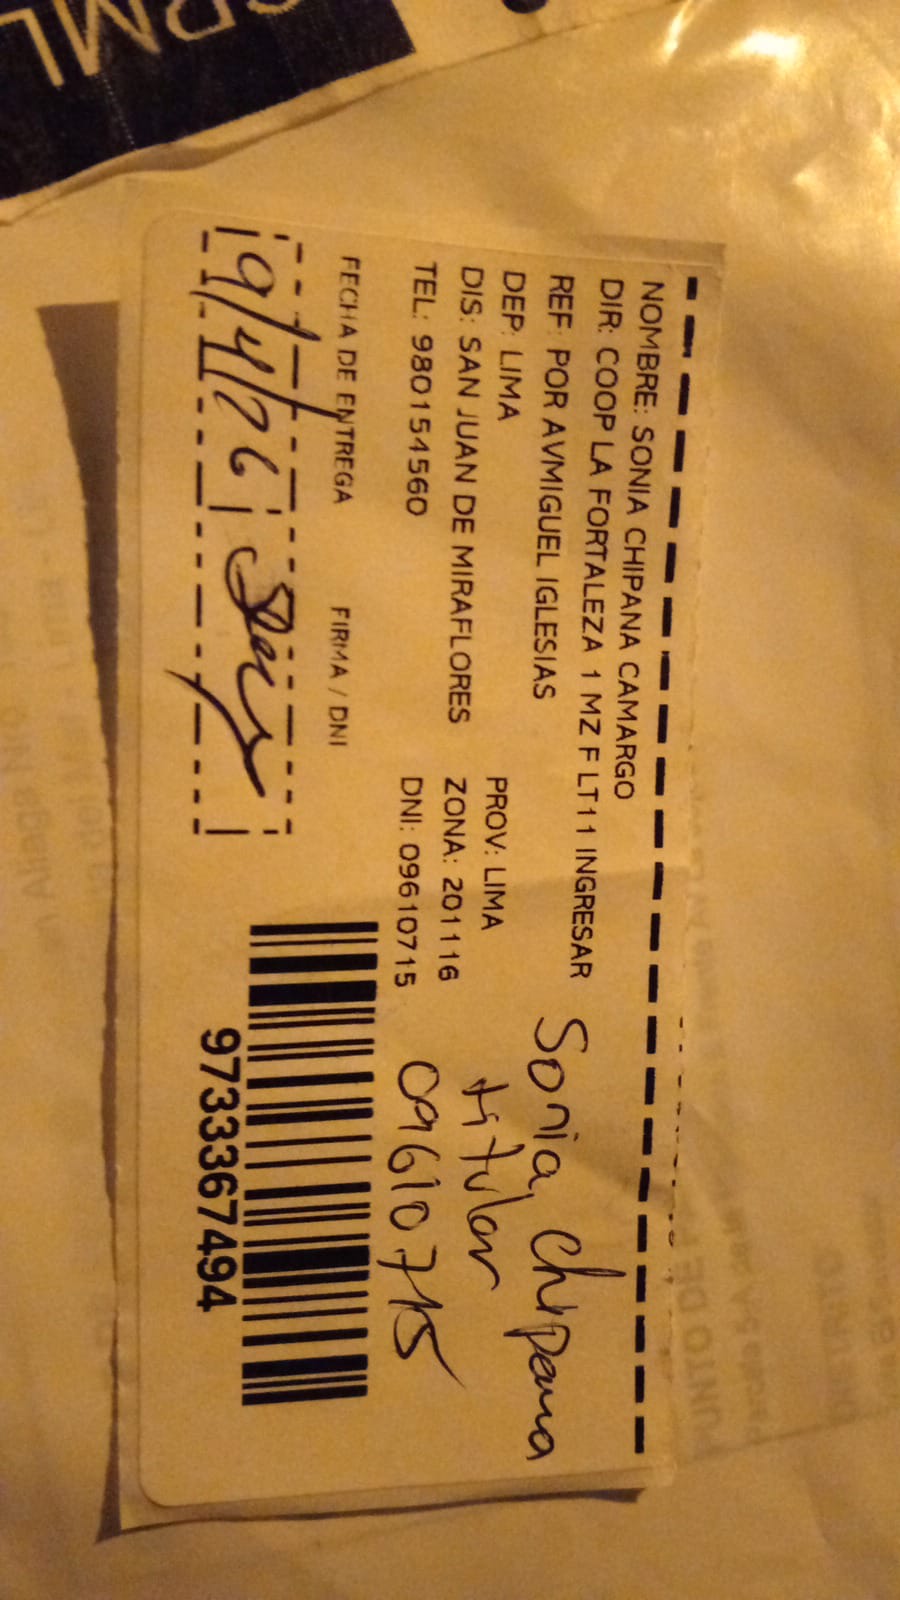 NOMBRE: SONIA CHIPANA CAMARGO
DIR: COOP LA FORTALEZA 1 MZ F LT11 INGRESAR
REF: POR AVMIGUEL IGLESIAS
DEP: LIMA PROV: LIMA
DIS: SAN JUAN DE MIRAFLORES ZONA: 201116
TEL: 980154560 DNI: 09610715
Sonia Chipana
titular
09610715
FECHA DE ENTREGA FIRMA / DNI
9/4/26
9733367494